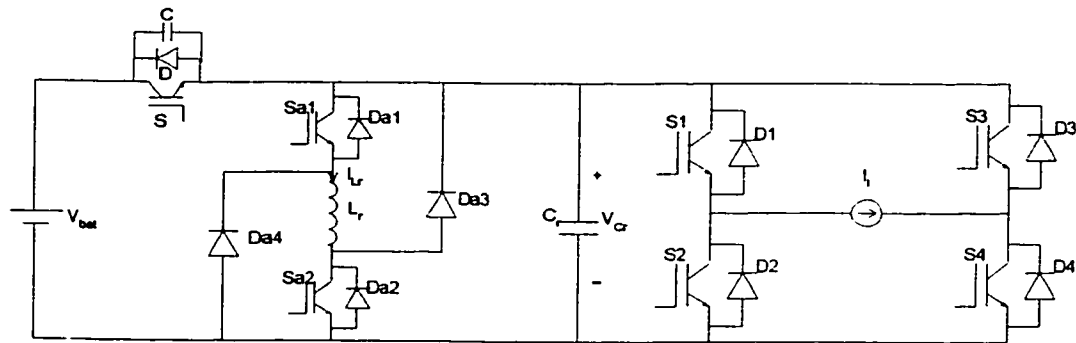 C
D
S
Sa1
Da1
S1
D1
S3
D3
I_Lr
L_r
Da3
+
I_i
V_bat
Da4
C_r
V_Cr
S2
D2
S4
D4
Sa2
Da2
−